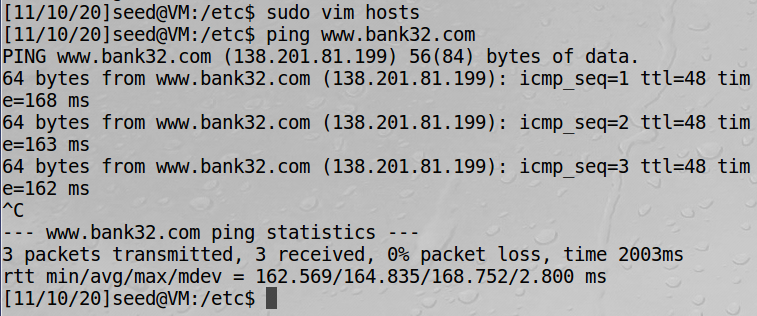 [11/10/20]seed@VM:/etc$ sudo vim hosts
[11/10/20]seed@VM:/etc$ ping www.bank32.com
PING www.bank32.com (138.201.81.199) 56(84) bytes of data.
64 bytes from www.bank32.com (138.201.81.199): icmp_seq=1 ttl=48 tim
e=168 ms
64 bytes from www.bank32.com (138.201.81.199): icmp_seq=2 ttl=48 tim
e=163 ms
64 bytes from www.bank32.com (138.201.81.199): icmp_seq=3 ttl=48 tim
e=162 ms
^C
--- www.bank32.com ping statistics ---
3 packets transmitted, 3 received, 0% packet loss, time 2003ms
rtt min/avg/max/mdev = 162.569/164.835/168.752/2.800 ms
[11/10/20]seed@VM:/etc$